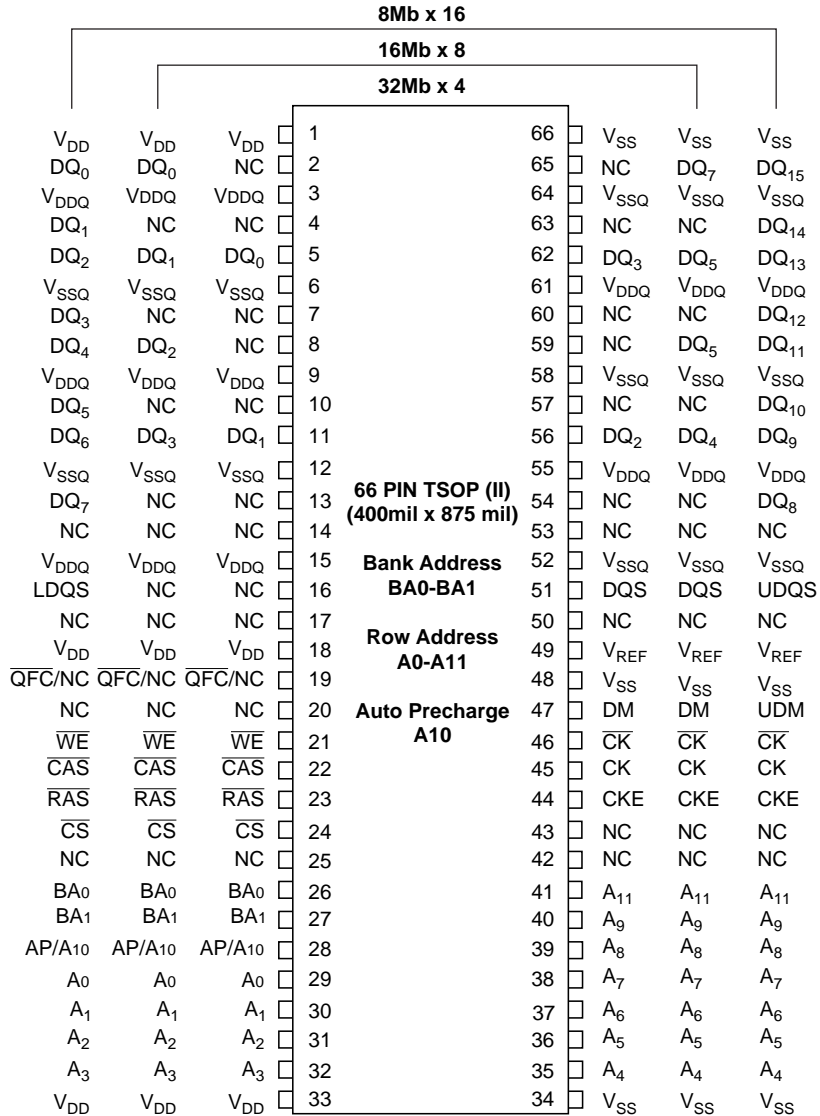 8Mb x 16
16Mb x 8
32Mb x 4
VDD VDD VDD 1 66 VSS VSS VSS
DQ0 DQ0 NC 2 65 NC DQ7 DQ15
VDDQ VDDQ VDDQ 3 64 VSSQ VSSQ VSSQ
DQ1 NC NC 4 63 NC NC DQ14
DQ2 DQ1 DQ0 5 62 DQ3 DQ5 DQ13
VSSQ VSSQ VSSQ 6 61 VDDQ VDDQ VDDQ
DQ3 NC NC 7 60 NC NC DQ12
DQ4 DQ2 NC 8 59 NC DQ5 DQ11
VDDQ VDDQ VDDQ 9 58 VSSQ VSSQ VSSQ
DQ5 NC NC 10 57 NC NC DQ10
DQ6 DQ3 DQ1 11 56 DQ2 DQ4 DQ9
VSSQ VSSQ VSSQ 12 55 VDDQ VDDQ VDDQ
DQ7 NC NC 13 54 NC NC DQ8
NC NC NC 14 53 NC NC NC
VDDQ VDDQ VDDQ 15 52 VSSQ VSSQ VSSQ
LDQS NC NC 16 51 DQS DQS UDQS
NC NC NC 17 50 NC NC NC
VDD VDD VDD 18 49 VREF VREF VREF
QFC/NC QFC/NC QFC/NC 19 48 VSS VSS VSS
NC NC NC 20 47 DM DM UDM
WE WE WE 21 46 CK CK CK
CAS CAS CAS 22 45 CK CK CK
RAS RAS RAS 23 44 CKE CKE CKE
CS CS CS 24 43 NC NC NC
NC NC NC 25 42 NC NC NC
BA0 BA0 BA0 26 41 A11 A11 A11
BA1 BA1 BA1 27 40 A9 A9 A9
AP/A10 AP/A10 AP/A10 28 39 A8 A8 A8
A0 A0 A0 29 38 A7 A7 A7
A1 A1 A1 30 37 A6 A6 A6
A2 A2 A2 31 36 A5 A5 A5
A3 A3 A3 32 35 A4 A4 A4
VDD VDD VDD 33 34 VSS VSS VSS
66 PIN TSOP (II)
(400mil x 875 mil)
Bank Address
BA0-BA1
Row Address
A0-A11
Auto Precharge
A10